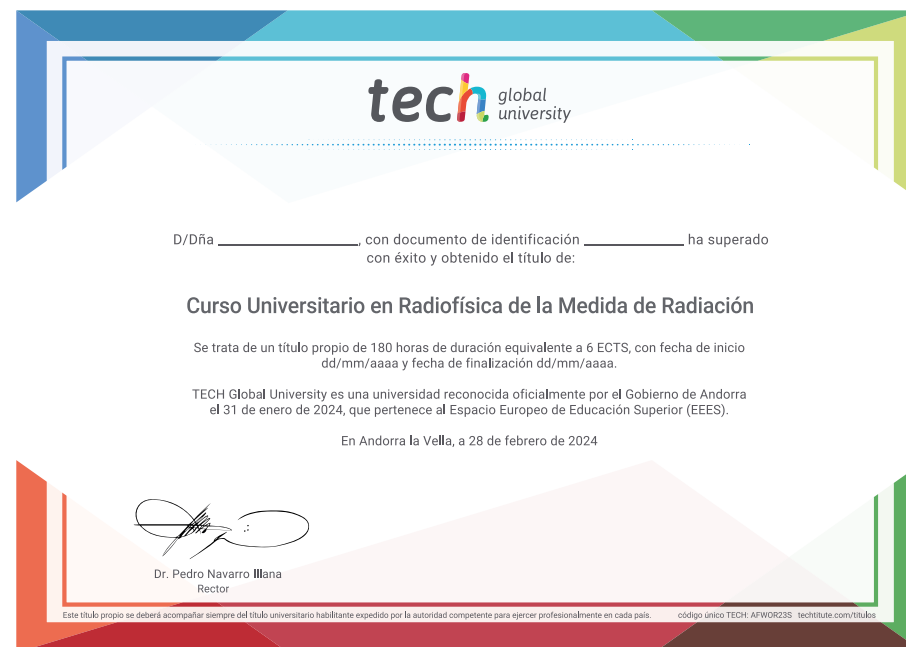 tech global university
D/Dña ____________________, con documento de identificación ______________ ha superado
con éxito y obtenido el título de:
Curso Universitario en Radiofísica de la Medida de Radiación
Se trata de un título propio de 180 horas de duración equivalente a 6 ECTS, con fecha de inicio
dd/mm/aaaa y fecha de finalización dd/mm/aaaa.
TECH Global University es una universidad reconocida oficialmente por el Gobierno de Andorra
el 31 de enero de 2024, que pertenece al Espacio Europeo de Educación Superior (EEES).
En Andorra la Vella, a 28 de febrero de 2024
Dr. Pedro Navarro Illana
Rector
Este título propio se deberá acompañar siempre del título universitario habilitante expedido por la autoridad competente para ejercer profesionalmente en cada país. código único TECH: AFWOR23S techtitute.com/titulos